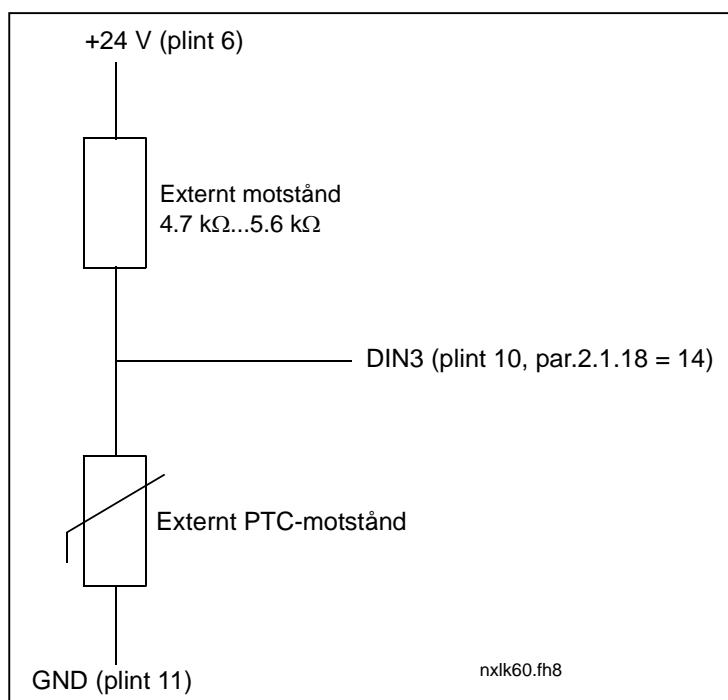 +24 V (plint 6)
Externt motstånd
4.7 kΩ...5.6 kΩ
DIN3 (plint 10, par.2.1.18 = 14)
Externt PTC-motstånd
GND (plint 11)
nxlk60.fh8